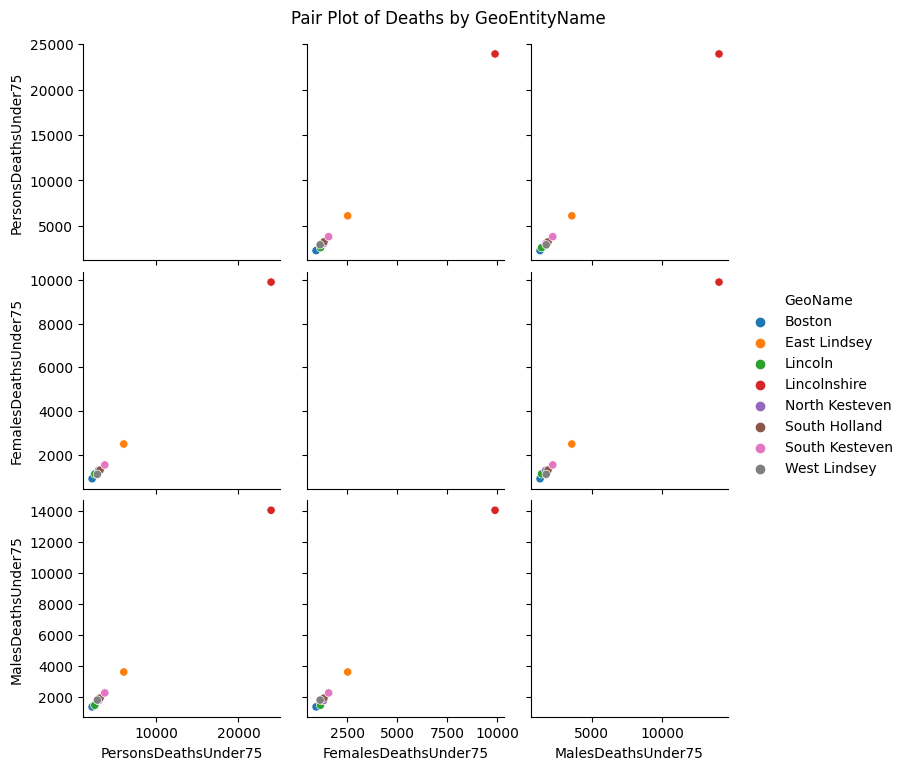 Pair Plot of Deaths by GeoEntityName
25000
20000
15000
10000
5000
PersonsDeathsUnder75
10000
8000
6000
4000
2000
FemalesDeathsUnder75
GeoName
Boston
East Lindsey
Lincoln
Lincolnshire
North Kesteven
South Holland
South Kesteven
West Lindsey
14000
12000
10000
8000
6000
4000
2000
MalesDeathsUnder75
10000 20000
PersonsDeathsUnder75
2500 5000 7500 10000
FemalesDeathsUnder75
5000 10000
MalesDeathsUnder75